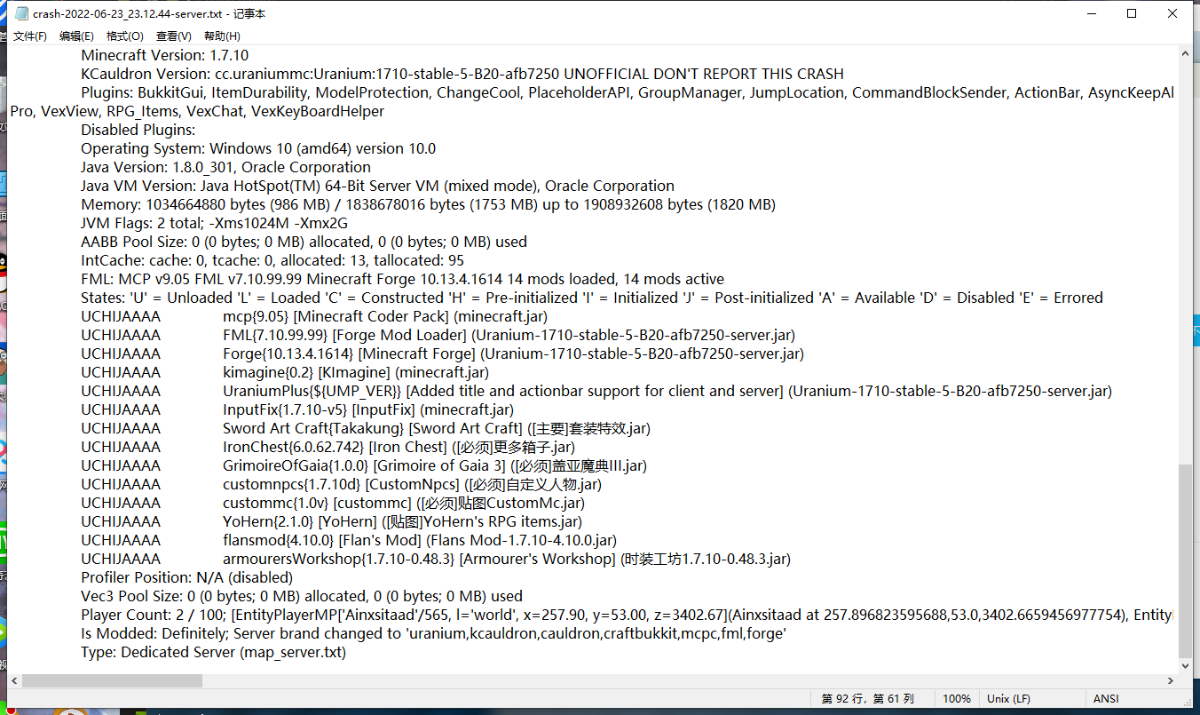 crash-2022-06-23_23.12.44-server.txt - 记事本
文件(F) 编辑(E) 格式(O) 查看(V) 帮助(H)
Minecraft Version: 1.7.10
KCauldron Version: cc.uraniummc:Uranium:1710-stable-5-B20-afb7250 UNOFFICIAL DON'T REPORT THIS CRASH
Plugins: BukkitGui, ItemDurability, ModelProtection, ChangeCool, PlaceholderAPI, GroupManager, JumpLocation, CommandBlockSender, ActionBar, AsyncKeepAl
Pro, VexView, RPG_Items, VexChat, VexKeyBoardHelper
Disabled Plugins:
Operating System: Windows 10 (amd64) version 10.0
Java Version: 1.8.0_301, Oracle Corporation
Java VM Version: Java HotSpot(TM) 64-Bit Server VM (mixed mode), Oracle Corporation
Memory: 1034664880 bytes (986 MB) / 1838678016 bytes (1753 MB) up to 1908932608 bytes (1820 MB)
JVM Flags: 2 total; -Xms1024M -Xmx2G
AABB Pool Size: 0 (0 bytes; 0 MB) allocated, 0 (0 bytes; 0 MB) used
IntCache: cache: 0, tcache: 0, allocated: 13, tallocated: 95
FML: MCP v9.05 FML v7.10.99.99 Minecraft Forge 10.13.4.1614 14 mods loaded, 14 mods active
States: 'U' = Unloaded 'L' = Loaded 'C' = Constructed 'H' = Pre-initialized 'I' = Initialized 'J' = Post-initialized 'A' = Available 'D' = Disabled 'E' = Errored
UCHIJAAAA mcp{9.05} [Minecraft Coder Pack] (minecraft.jar)
UCHIJAAAA FML{7.10.99.99} [Forge Mod Loader] (Uranium-1710-stable-5-B20-afb7250-server.jar)
UCHIJAAAA Forge{10.13.4.1614} [Minecraft Forge] (Uranium-1710-stable-5-B20-afb7250-server.jar)
UCHIJAAAA kimagine{0.2} [KImagine] (minecraft.jar)
UCHIJAAAA UraniumPlus{${UMP_VER}} [Added title and actionbar support for client and server] (Uranium-1710-stable-5-B20-afb7250-server.jar)
UCHIJAAAA InputFix{1.7.10-v5} [InputFix] (minecraft.jar)
UCHIJAAAA Sword Art Craft{Takakung} [Sword Art Craft] ([主要]套装特效.jar)
UCHIJAAAA IronChest{6.0.62.742} [Iron Chest] ([必须]更多箱子.jar)
UCHIJAAAA GrimoireOfGaia{1.0.0} [Grimoire of Gaia 3] ([必须]盖亚魔典III.jar)
UCHIJAAAA customnpcs{1.7.10d} [CustomNpcs] ([必须]自定义人物.jar)
UCHIJAAAA custommc{1.0v} [custommc] ([必须]贴图CustomMc.jar)
UCHIJAAAA YoHern{2.1.0} [YoHern] ([贴图]YoHern's RPG items.jar)
UCHIJAAAA flansmod{4.10.0} [Flan's Mod] (Flans Mod-1.7.10-4.10.0.jar)
UCHIJAAAA armourersWorkshop{1.7.10-0.48.3} [Armourer's Workshop] (时装工坊1.7.10-0.48.3.jar)
Profiler Position: N/A (disabled)
Vec3 Pool Size: 0 (0 bytes; 0 MB) allocated, 0 (0 bytes; 0 MB) used
Player Count: 2 / 100; [EntityPlayerMP['Ainxsitaad'/565, l='world', x=257.90, y=53.00, z=3402.67](Ainxsitaad at 257.896823595688,53.0,3402.6659456977754), Entity
Is Modded: Definitely; Server brand changed to 'uranium,kcauldron,cauldron,craftbukkit,mcpc,fml,forge'
Type: Dedicated Server (map_server.txt)
第 92 行，第 61 列 100% Unix (LF) ANSI